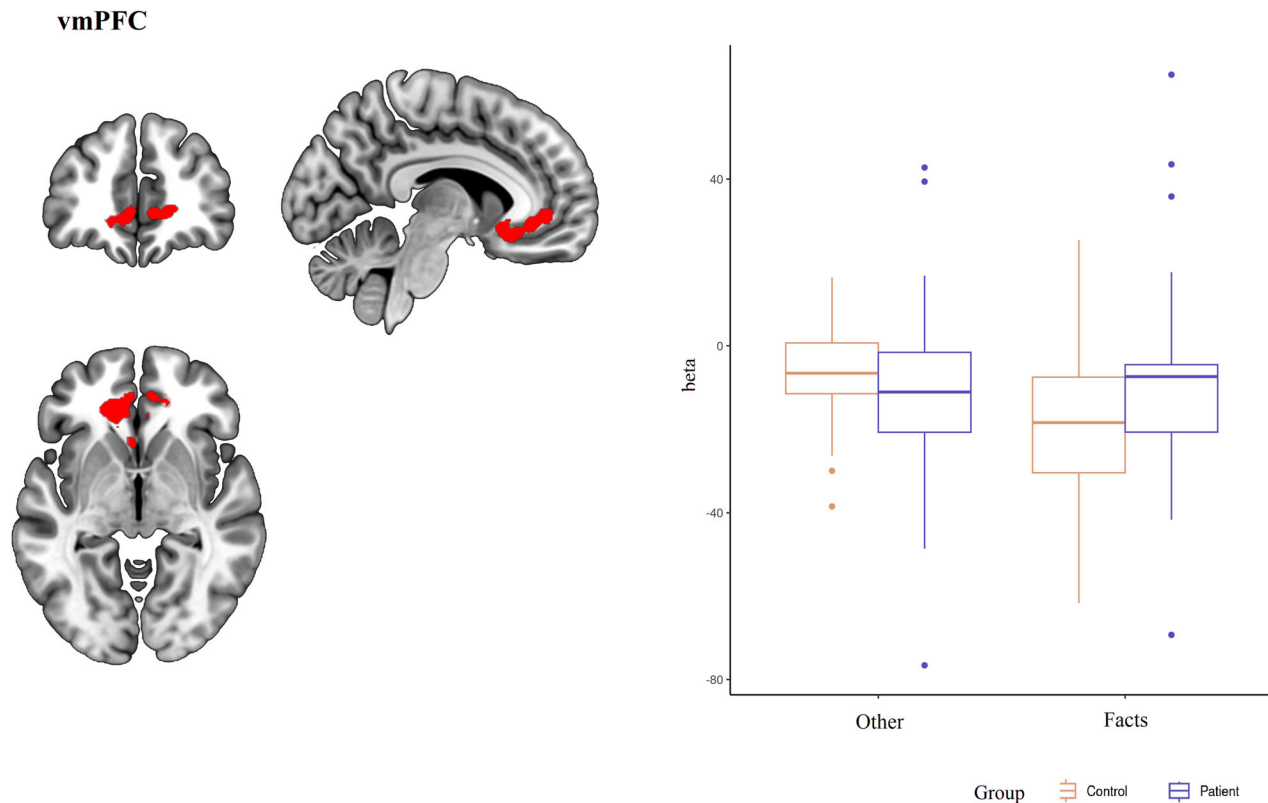 vmPFC
40
0
-40
-80
beta
Other Facts
Group Control Patient